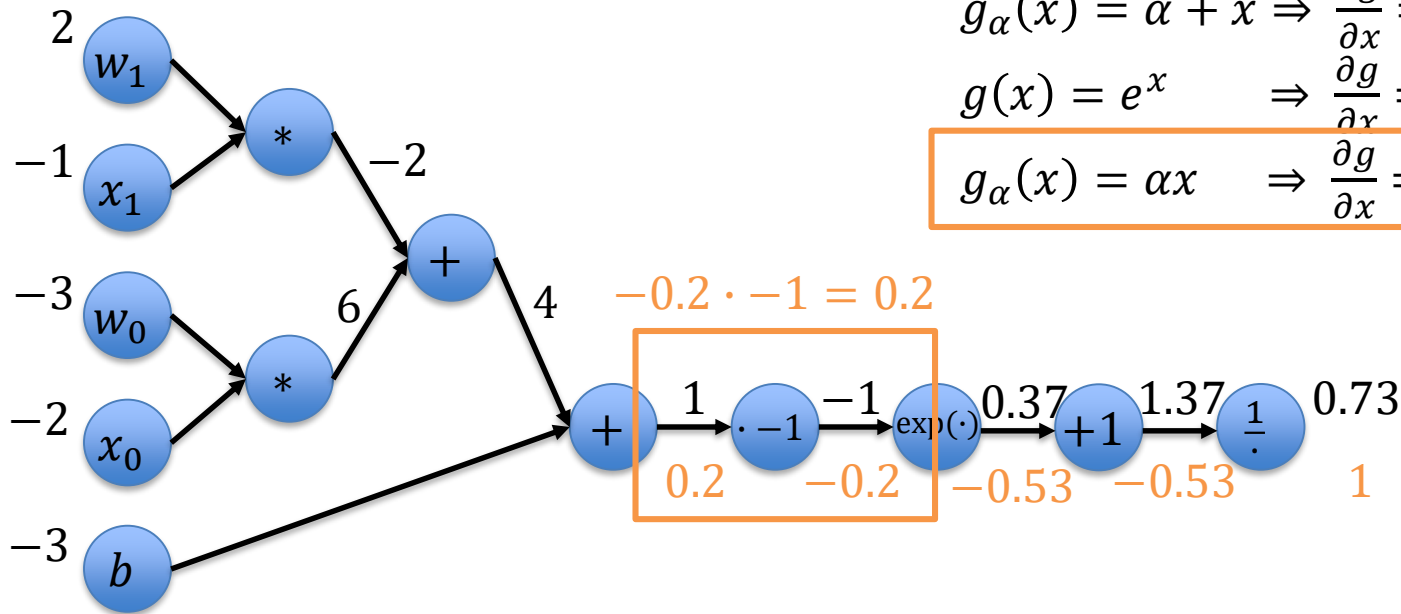 g_α(x) = α + x ⇒ ∂g/∂x =
g(x) = e^x ⇒ ∂g/∂x =
g_α(x) = αx ⇒ ∂g/∂x =
2
w₁
*
−1
x₁
−2
+
−3
w₀
6
4
*
−2
x₀
−0.2 · −1 = 0.2
+ 1 · −1 −1 exp(·) 0.37 +1 1.37 1/· 0.73
0.2 −0.2 −0.53 −0.53 1
−3
b